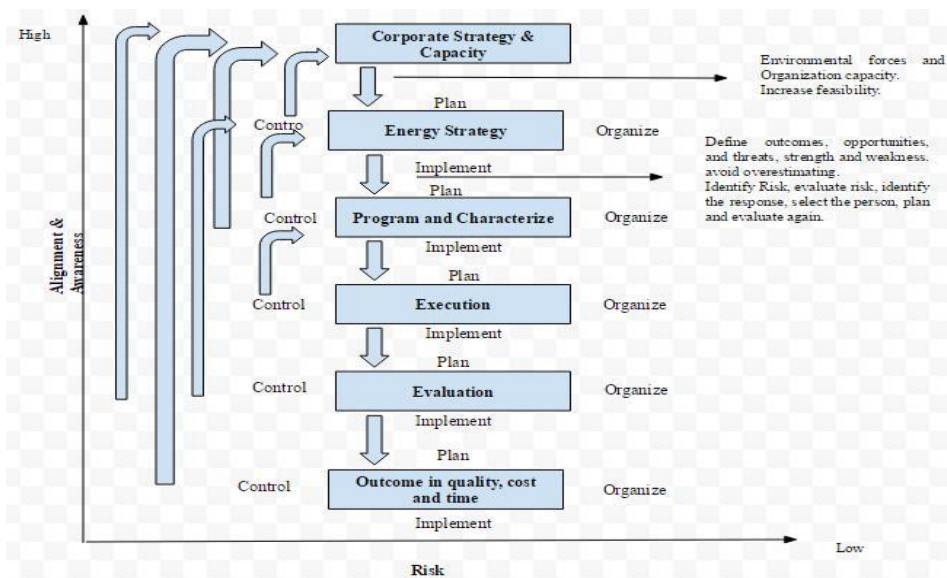 High
Corporate Strategy &
Capacity
Environmental forces and
Organization capacity.
Increase feasibility.
Plan
Contro
Energy Strategy
Organize
Define outcomes, opportunities,
and threats, strength and weakness.
avoid overestimating.
Identify Risk, evaluate risk, identify
the response, select the person, plan
and evaluate again.
Implement
Plan
Control
Program and Characterize
Organize
Implement
Alignment &
Awareness
Plan
Control
Execution
Organize
Implement
Plan
Control
Evaluation
Organize
Implement
Plan
Control
Outcome in quality, cost
and time
Organize
Implement
Low
Risk